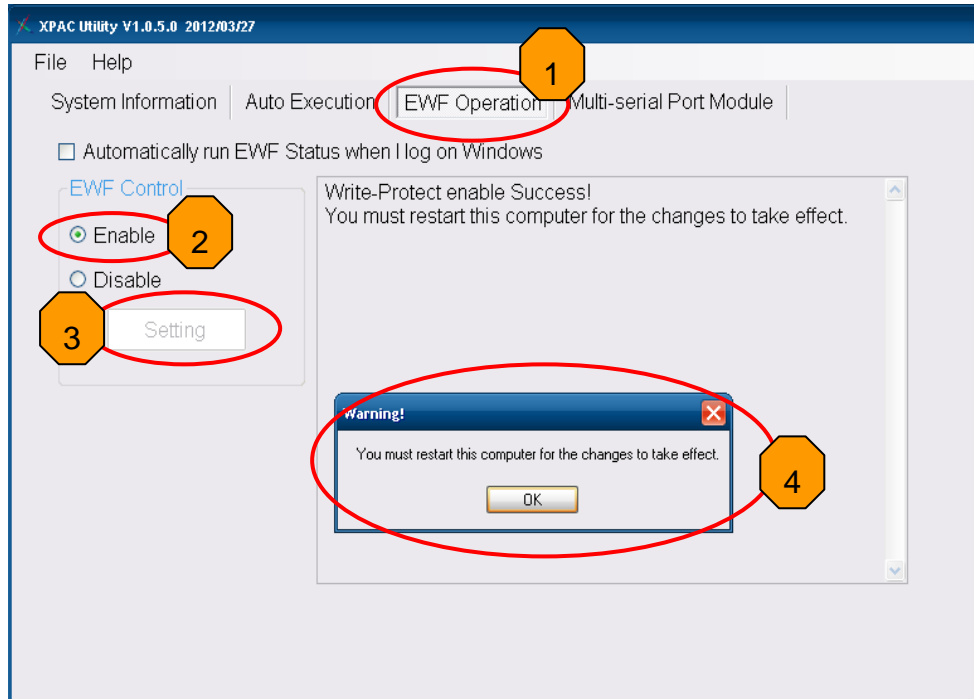 XPAC Utility V1.0.5.0 2012/03/27
File Help
1
System Information Auto Execution EWF Operation Multi-serial Port Module
Automatically run EWF Status when I log on Windows
EWF Control
Enable
2
Disable
3
Setting
Write-Protect enable Success!
You must restart this computer for the changes to take effect.
Warning!
You must restart this computer for the changes to take effect.
OK
4